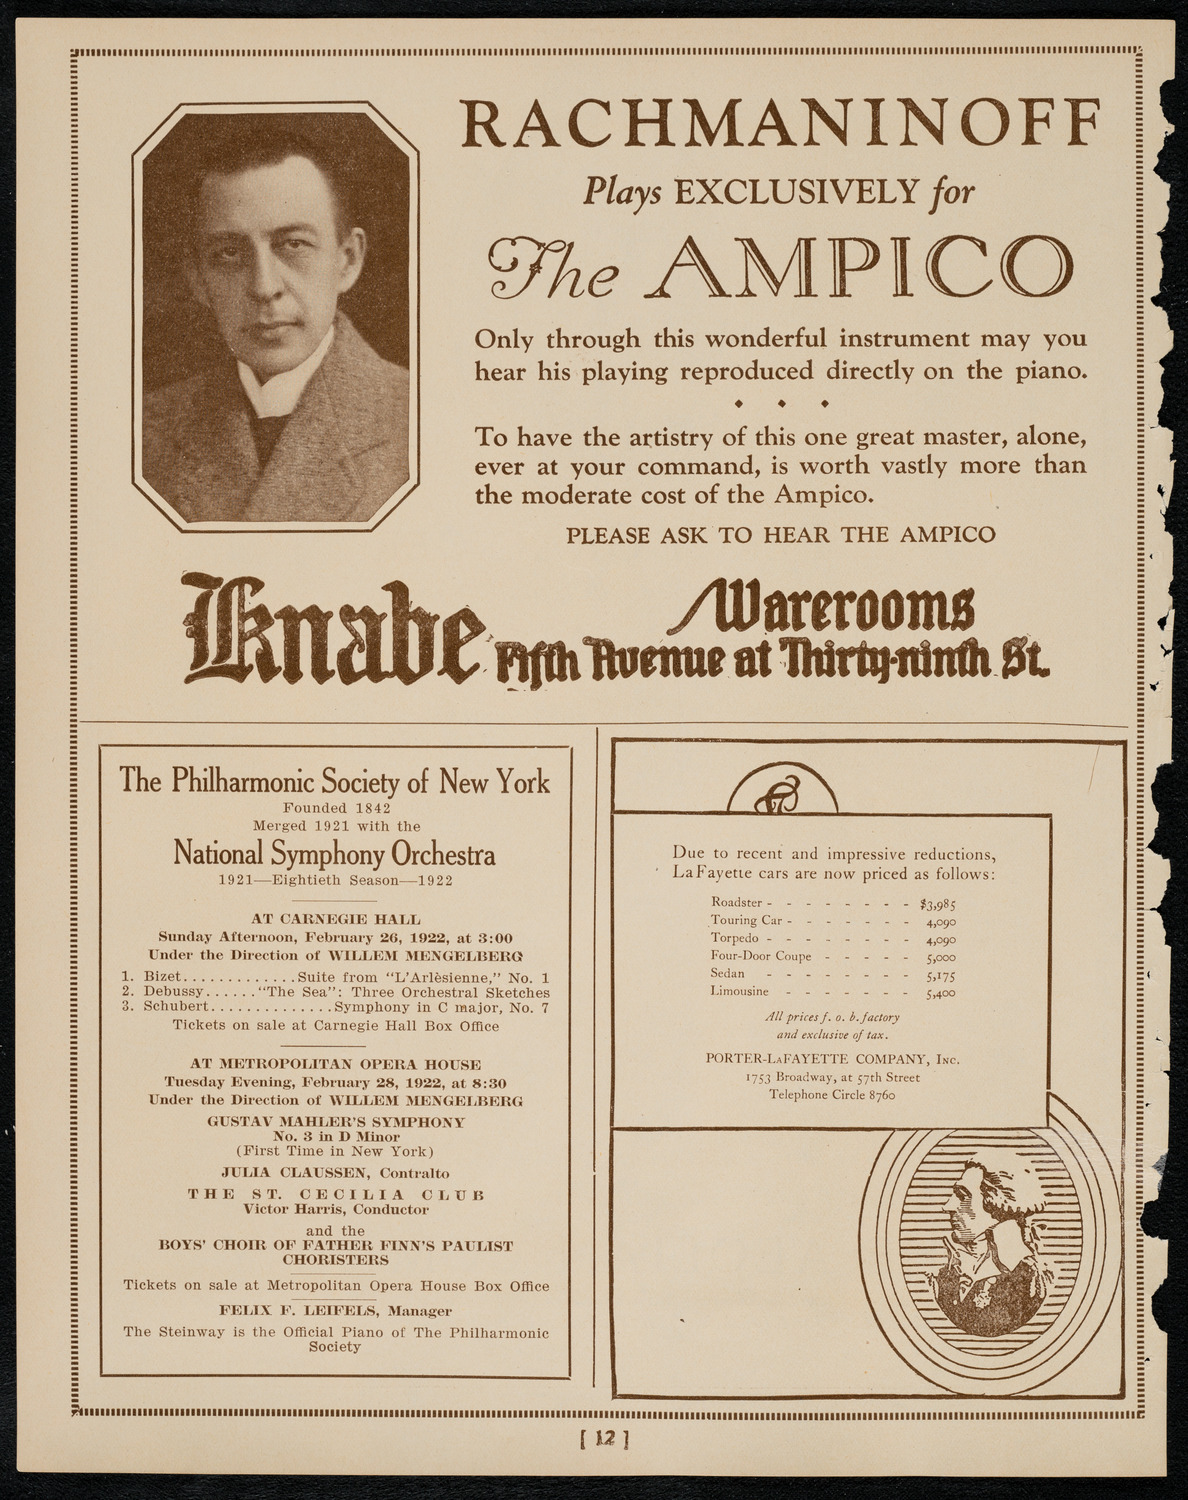 RACHMANINOFF
Plays EXCLUSIVELY for
The AMPICO
Only through this wonderful instrument may you
hear his playing reproduced directly on the piano.
To have the artistry of this one great master, alone,
ever at your command, is worth vastly more than
the moderate cost of the Ampico.
PLEASE ASK TO HEAR THE AMPICO
Knabe Warerooms
Fifth Avenue at Thirty-ninth St.
The Philharmonic Society of New York
Founded 1842
Merged 1921 with the
National Symphony Orchestra
1921—Eightieth Season—1922
AT CARNEGIE HALL
Sunday Afternoon, February 26, 1922, at 3:00
Under the Direction of WILLEM MENGELBERG
1. Bizet............Suite from "L'Arlèsienne," No. 1
2. Debussy......"The Sea": Three Orchestral Sketches
3. Schubert..............Symphony in C major, No. 7
Tickets on sale at Carnegie Hall Box Office
AT METROPOLITAN OPERA HOUSE
Tuesday Evening, February 28, 1922, at 8:30
Under the Direction of WILLEM MENGELBERG
GUSTAV MAHLER'S SYMPHONY
No. 3 in D Minor
(First Time in New York)
JULIA CLAUSSEN, Contralto
THE ST. CECILIA CLUB
Victor Harris, Conductor
and the
BOYS' CHOIR OF FATHER FINN'S PAULIST
CHORISTERS
Tickets on sale at Metropolitan Opera House Box Office
FELIX F. LEIFELS, Manager
The Steinway is the Official Piano of The Philharmonic
Society
Due to recent and impressive reductions,
LaFayette cars are now priced as follows:
Roadster - - - - - - - - $3,985
Touring Car - - - - - - - 4,090
Torpedo - - - - - - - - 4,090
Four-Door Coupe - - - - - 5,000
Sedan - - - - - - - - 5,175
Limousine - - - - - - - 5,400
All prices f. o. b. factory
and exclusive of tax.
PORTER-LAFAYETTE COMPANY, INC.
1753 Broadway, at 57th Street
Telephone Circle 8760
[ 12 ]